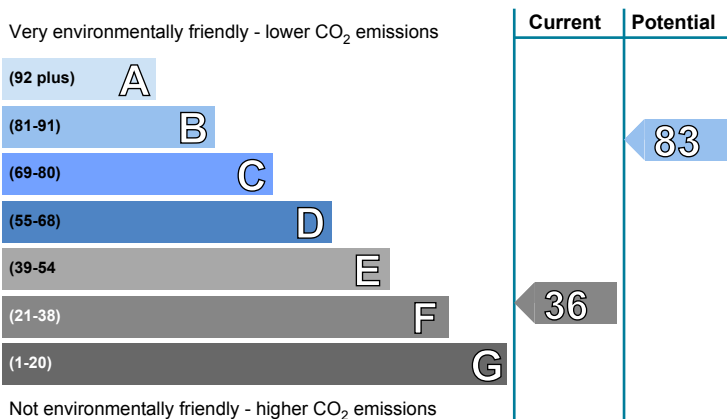 Current Potential
Very environmentally friendly - lower CO2 emissions
(92 plus) A
(81-91) B
83
(69-80) C
(55-68) D
(39-54 E
(21-38) F
36
(1-20) G
Not environmentally friendly - higher CO2 emissions